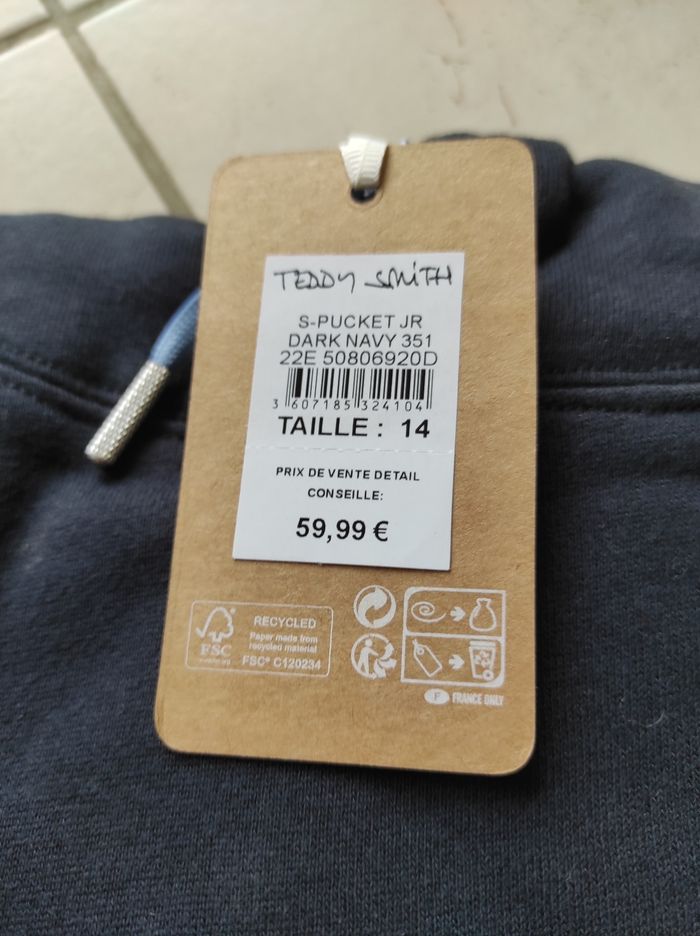 TEDDY SMITH
S-PUCKET JR
DARK NAVY 351
22E 50806920D
3 607185 324104
TAILLE : 14
PRIX DE VENTE DETAIL
CONSEILLE:
59,99 €
FSC
RECYCLED
Paper made from
recycled material
FSC® C120234
F FRANCE ONLY